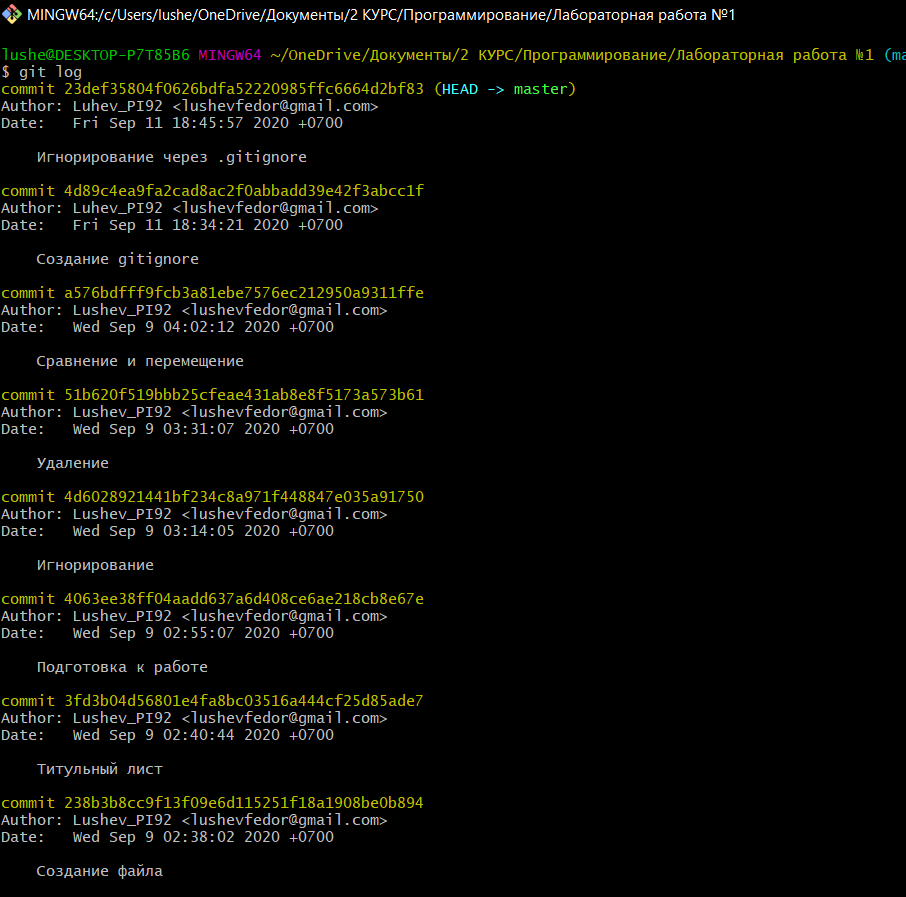 MINGW64:/c/Users/lushe/OneDrive/Документы/2 КУРС/Программирование/Лабораторная работа №1
lushe@DESKTOP-P7T85B6 MINGW64 ~/OneDrive/Документы/2 КУРС/Программирование/Лабораторная работа №1 (ma
$ git log
commit 23def35804f0626bdfa52220985ffc6664d2bf83 (HEAD -> master)
Author: Luhev_PI92 <lushevfedor@gmail.com>
Date:   Fri Sep 11 18:45:57 2020 +0700
Игнорирование через .gitignore
commit 4d89c4ea9fa2cad8ac2f0abbadd39e42f3abcc1f
Author: Luhev_PI92 <lushevfedor@gmail.com>
Date:   Fri Sep 11 18:34:21 2020 +0700
Создание gitignore
commit a576bdfff9fcb3a81ebe7576ec212950a9311ffe
Author: Lushev_PI92 <lushevfedor@gmail.com>
Date:   Wed Sep 9 04:02:12 2020 +0700
Сравнение и перемещение
commit 51b620f519bbb25cfeae431ab8e8f5173a573b61
Author: Lushev_PI92 <lushevfedor@gmail.com>
Date:   Wed Sep 9 03:31:07 2020 +0700
Удаление
commit 4d6028921441bf234c8a971f448847e035a91750
Author: Lushev_PI92 <lushevfedor@gmail.com>
Date:   Wed Sep 9 03:14:05 2020 +0700
Игнорирование
commit 4063ee38ff04aadd637a6d408ce6ae218cb8e67e
Author: Lushev_PI92 <lushevfedor@gmail.com>
Date:   Wed Sep 9 02:55:07 2020 +0700
Подготовка к работе
commit 3fd3b04d56801e4fa8bc03516a444cf25d85ade7
Author: Lushev_PI92 <lushevfedor@gmail.com>
Date:   Wed Sep 9 02:40:44 2020 +0700
Титульный лист
commit 238b3b8cc9f13f09e6d115251f18a1908be0b894
Author: Lushev_PI92 <lushevfedor@gmail.com>
Date:   Wed Sep 9 02:38:02 2020 +0700
Создание файла